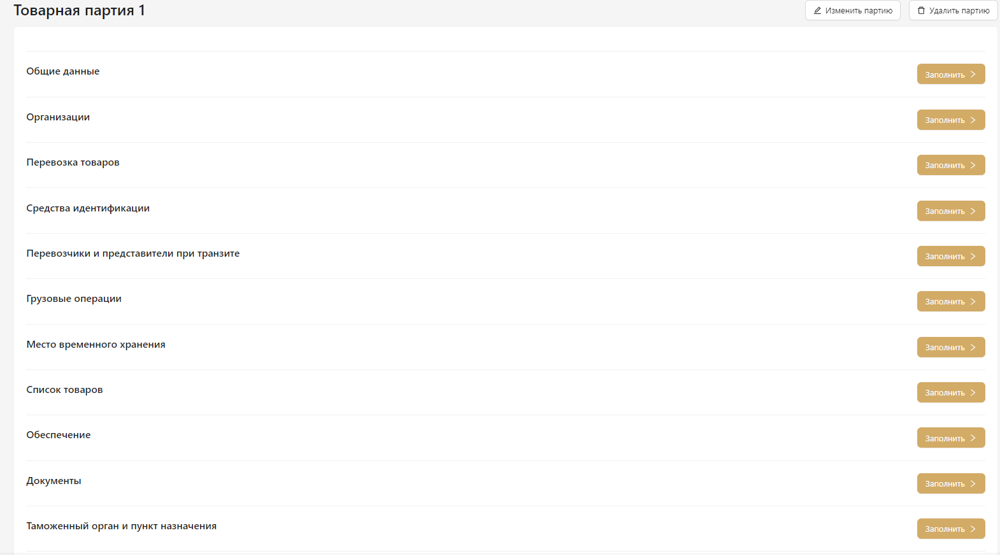 Товарная партия 1
Изменить партию
Удалить партию
Общие данные
Заполнить
Организации
Заполнить
Перевозка товаров
Заполнить
Средства идентификации
Заполнить
Перевозчики и представители при транзите
Заполнить
Грузовые операции
Заполнить
Место временного хранения
Заполнить
Список товаров
Заполнить
Обеспечение
Заполнить
Документы
Заполнить
Таможенный орган и пункт назначения
Заполнить